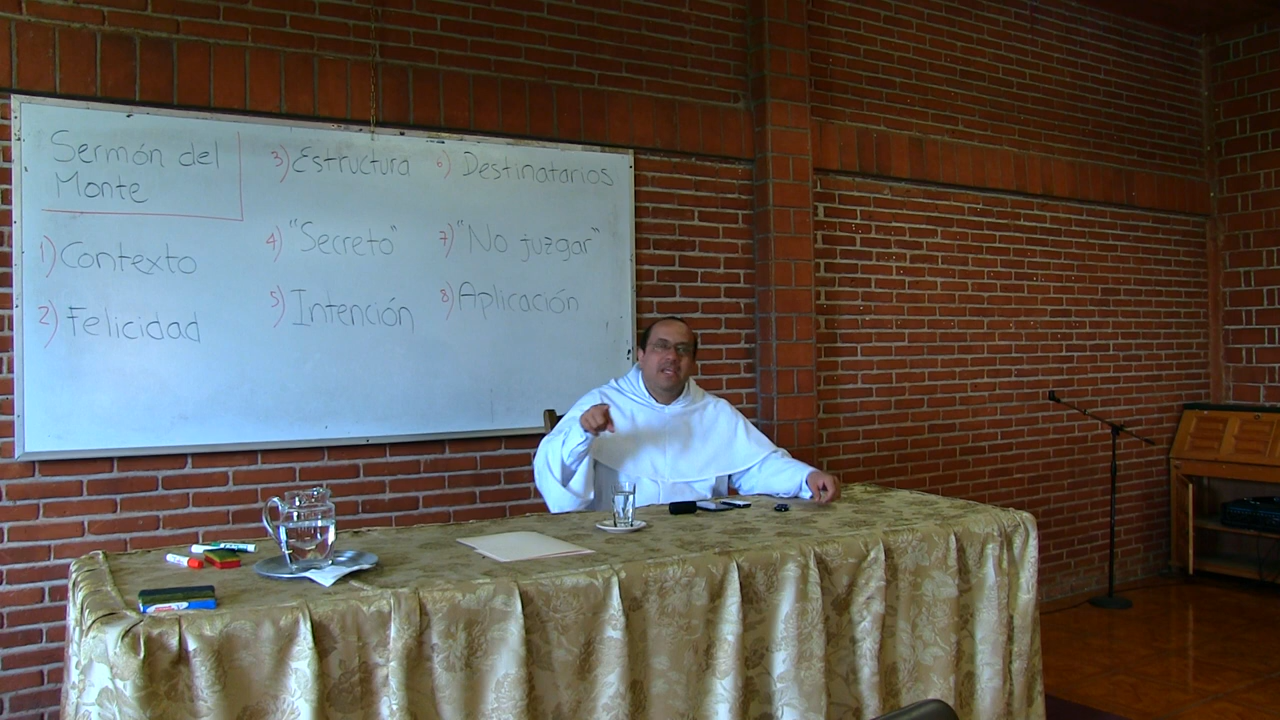 Sermón del
Monte
1) Contexto
2) Felicidad
3) Estructura
4) "Secreto"
5) Intención
6) Destinatarios
7) "No juzgar"
8) Aplicación